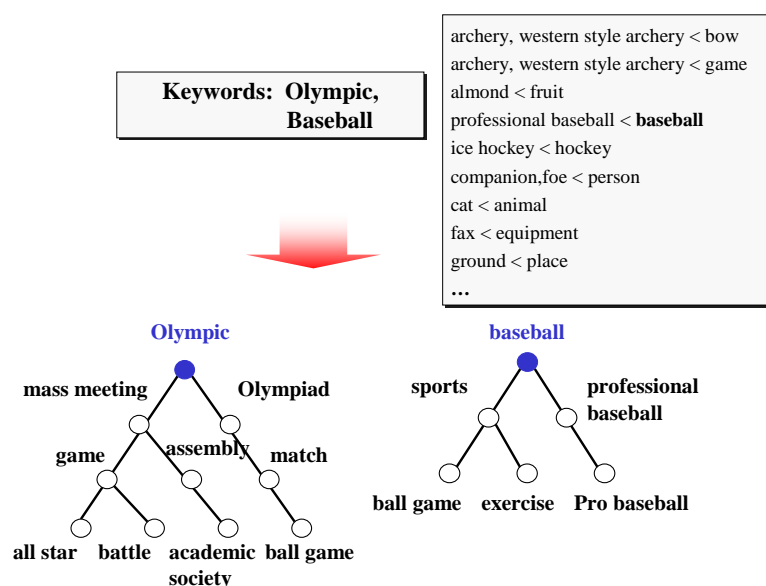 Keywords: Olympic,
Baseball
archery, western style archery < bow
archery, western style archery < game
almond < fruit
professional baseball < baseball
ice hockey < hockey
companion,foe < person
cat < animal
fax < equipment
ground < place
...
Olympic
mass meeting
Olympiad
game
assembly
match
all star
battle
academic
society
ball game
baseball
sports
professional
baseball
ball game
exercise
Pro baseball